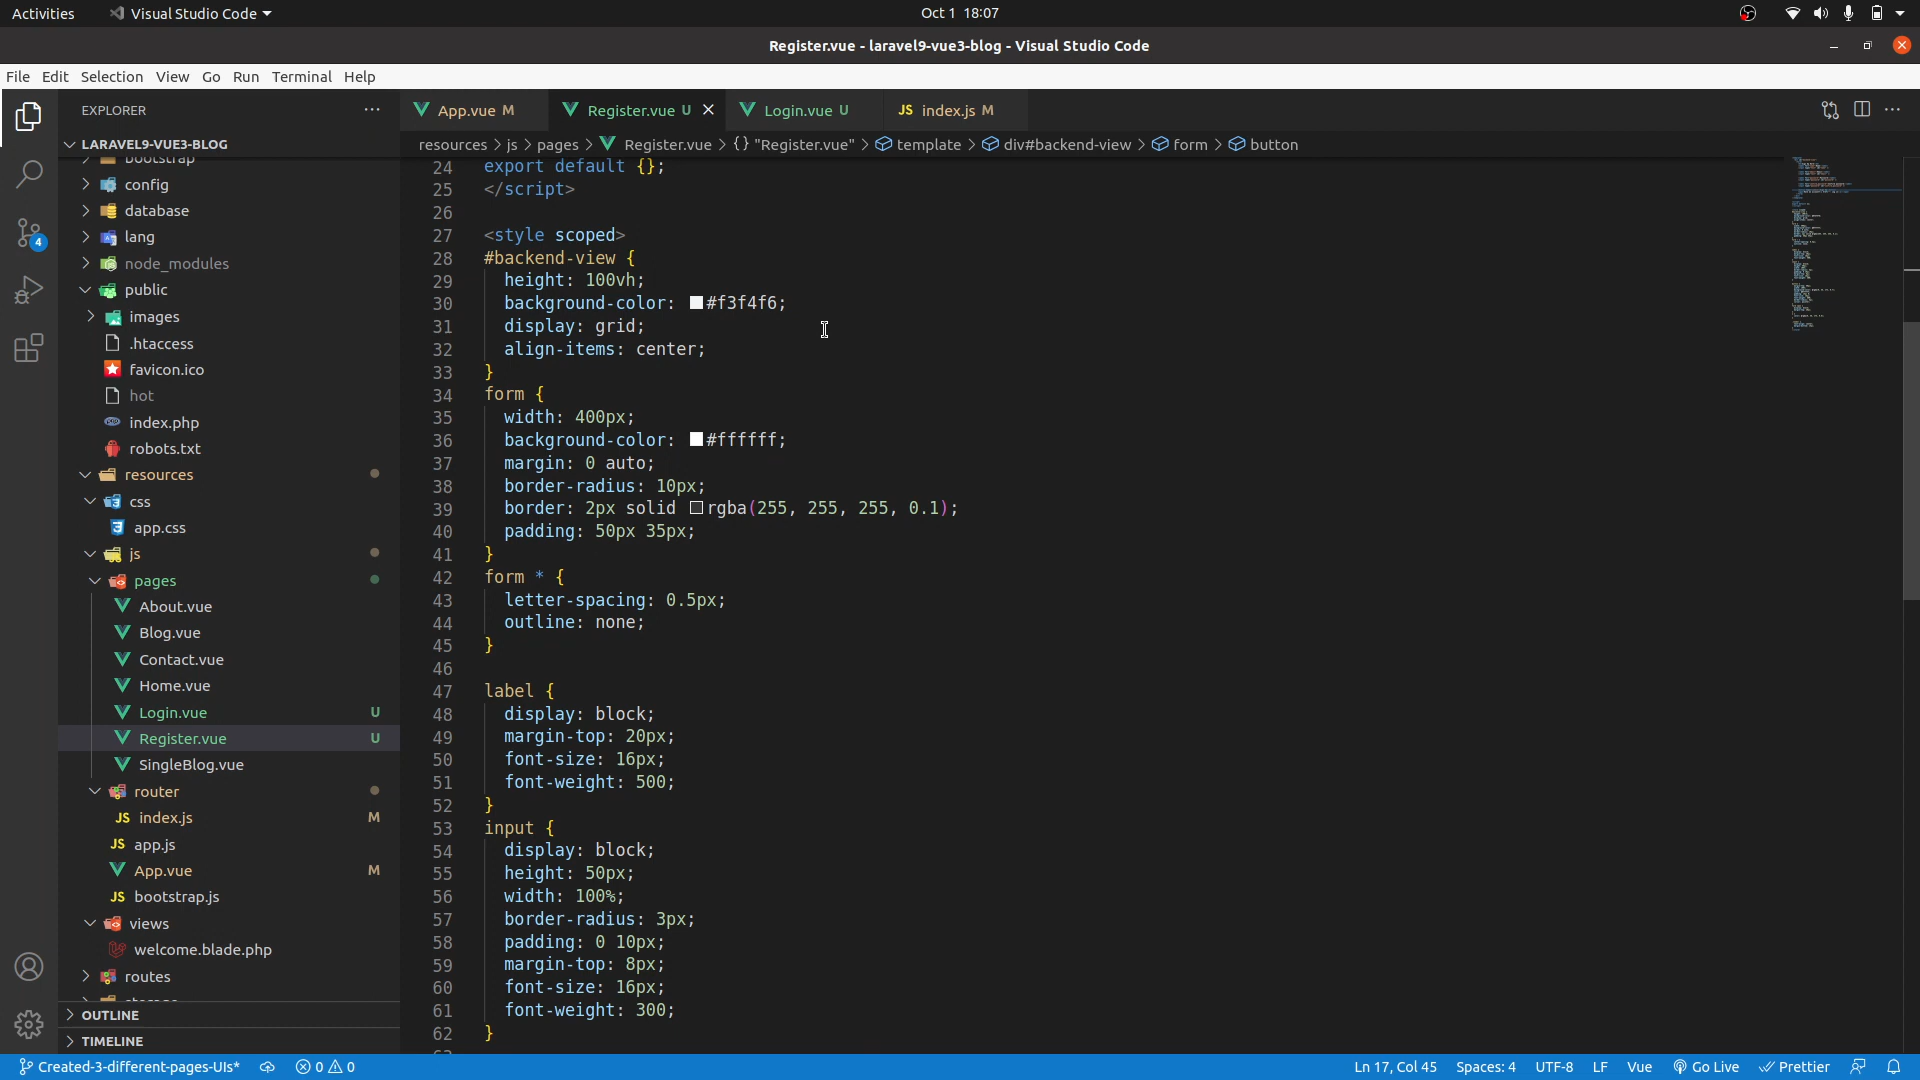 Activities
Visual Studio Code
Oct 1 18:07
Register.vue - laravel9-vue3-blog - Visual Studio Code
File Edit Selection View Go Run Terminal Help
EXPLORER
LARAVEL9-VUE3-BLOG
bootstrap
config
database
lang
node_modules
public
images
.htaccess
favicon.ico
hot
index.php
robots.txt
resources
css
app.css
js
pages
About.vue
Blog.vue
Contact.vue
Home.vue
Login.vue U
Register.vue U
SingleBlog.vue
router
index.js M
app.js
App.vue M
bootstrap.js
views
welcome.blade.php
routes
OUTLINE
TIMELINE
4
App.vue M
Register.vue U
Login.vue U
JS index.js M
resources > js > pages > Register.vue > {} "Register.vue" > template > div#backend-view > form > button
24 export default {};
25 </script>
26
27 <style scoped>
28 #backend-view {
29 height: 100vh;
30 background-color: #f3f4f6;
31 display: grid;
32 align-items: center;
33 }
34 form {
35 width: 400px;
36 background-color: #ffffff;
37 margin: 0 auto;
38 border-radius: 10px;
39 border: 2px solid rgba(255, 255, 255, 0.1);
40 padding: 50px 35px;
41 }
42 form * {
43 letter-spacing: 0.5px;
44 outline: none;
45 }
46
47 label {
48 display: block;
49 margin-top: 20px;
50 font-size: 16px;
51 font-weight: 500;
52 }
53 input {
54 display: block;
55 height: 50px;
56 width: 100%;
57 border-radius: 3px;
58 padding: 0 10px;
59 margin-top: 8px;
60 font-size: 16px;
61 font-weight: 300;
62 }
Created-3-different-pages-UIs*
0 0
Ln 17, Col 45
Spaces: 4
UTF-8
LF
Vue
Go Live
Prettier